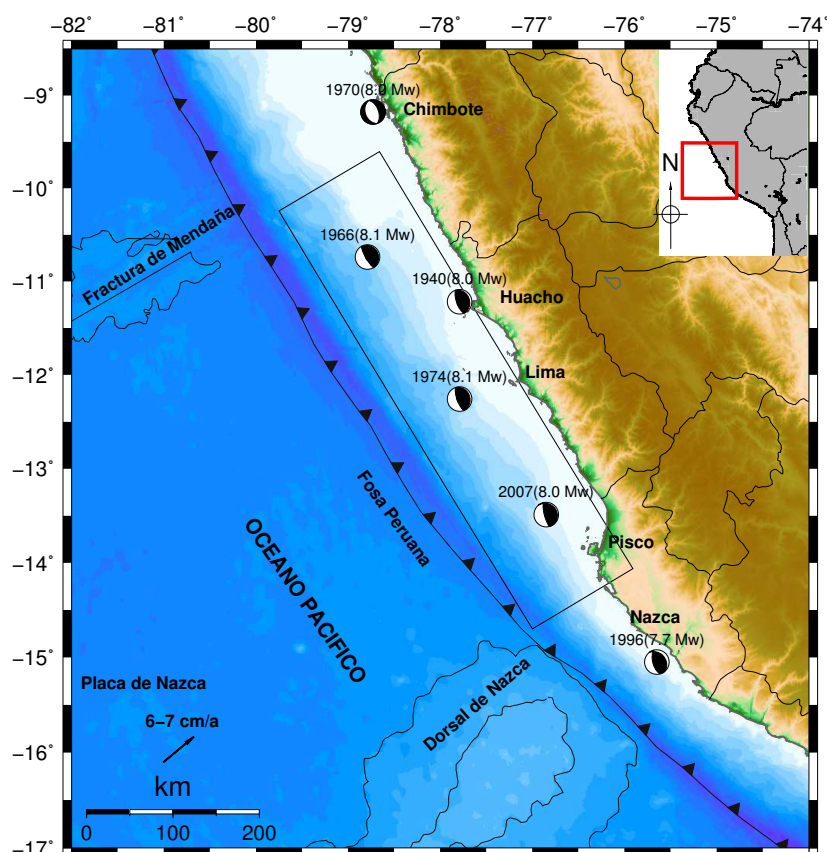 −82 −81 −80 −79 −78 −77 −76 −75 −74
−9
−10
−11
−12
−13
−14
−15
−16
−17
1970(8.0 Mw)
Chimbote
N
Fractura de Mendaña
1966(8.1 Mw)
1940(8.0 Mw)
Huacho
Lima
1974(8.1 Mw)
Fosa Peruana
2007(8.0 Mw)
Pisco
OCEANO PACIFICO
Nazca
1996(7.7 Mw)
Dorsal de Nazca
Placa de Nazca
6−7 cm/a
km
0 100 200